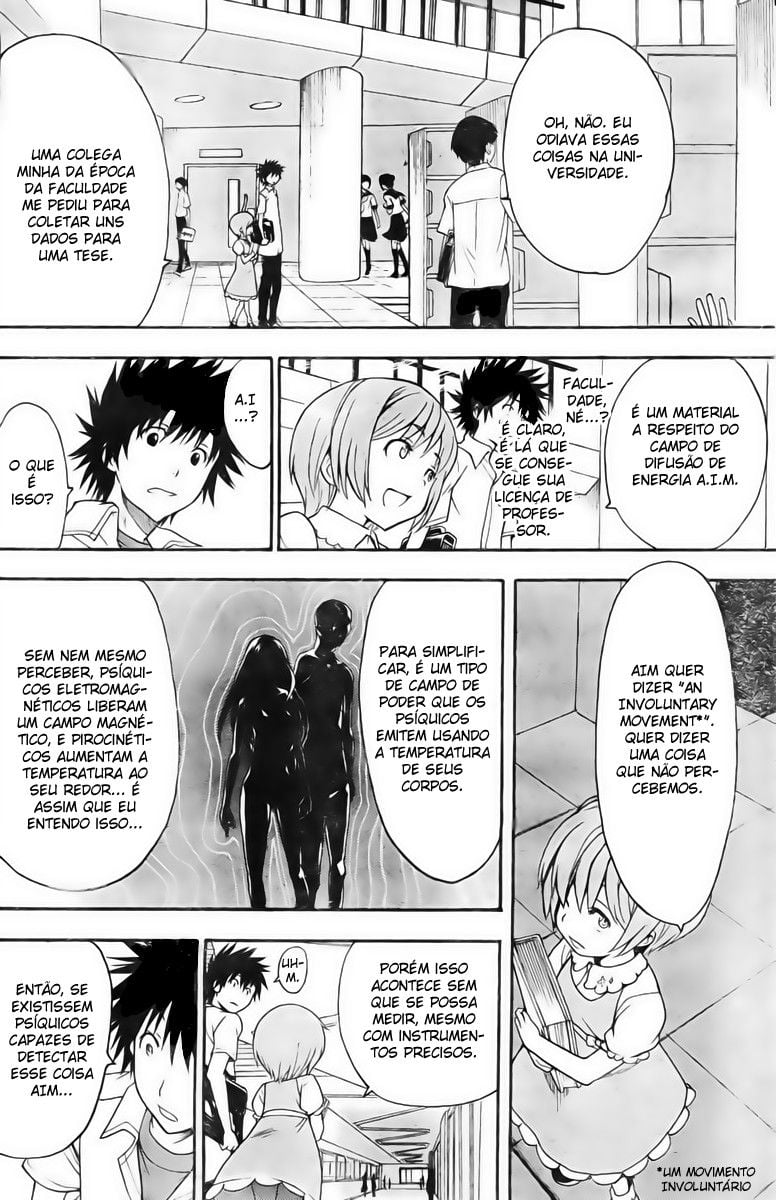 OH, NÃO. EU
ODIAVA ESSAS
COISAS NA UNI-
VERSIDADE.
UMA COLEGA
MINHA DA ÉPOCA
DA FACULDADE
ME PEDIU PARA
COLETAR UNS
DADOS PARA
UMA TESE.
É UM MATERIAL
A RESPEITO DO
CAMPO DE
DIFUSÃO DE
ENERGIA A.I.M.
FACUL-
DADE,
NÉ...?
É CLARO,
É LÁ QUE
SE CONSE-
GUE SUA
LICENÇA DE
PROFES-
SOR.
A.I
...?
O QUE
É
ISSO?
AIM QUER
DIZER "AN
INVOLUNTARY
MOVEMENT*".
QUER DIZER
UMA COISA
QUE NÃO PER-
CEBEMOS.
PARA SIMPLIFI-
CAR, É UM TIPO
DE CAMPO DE
PODER QUE OS
PSÍQUICOS
EMITEM USANDO
A TEMPERATURA
DE SEUS
CORPOS.
SEM NEM MESMO
PERCEBER, PSÍQUI-
COS ELETROMAG-
NÉTICOS LIBERAM
UM CAMPO MAGNÉ-
TICO, E PIROCINÉTI-
COS AUMENTAM A
TEMPERATURA AO
SEU REDOR... É
ASSIM QUE EU
ENTENDO ISSO...
*UM MOVIMENTO
INVOLUNTÁRIO
PORÉM ISSO
ACONTECE SEM
QUE SE POSSA
MEDIR, MESMO
COM INSTRUMEN-
TOS PRECISOS.
UH-
M.
ENTÃO, SE
EXISTISSEM
PSÍQUICOS
CAPAZES DE
DETECTAR
ESSE COISA
AIM...